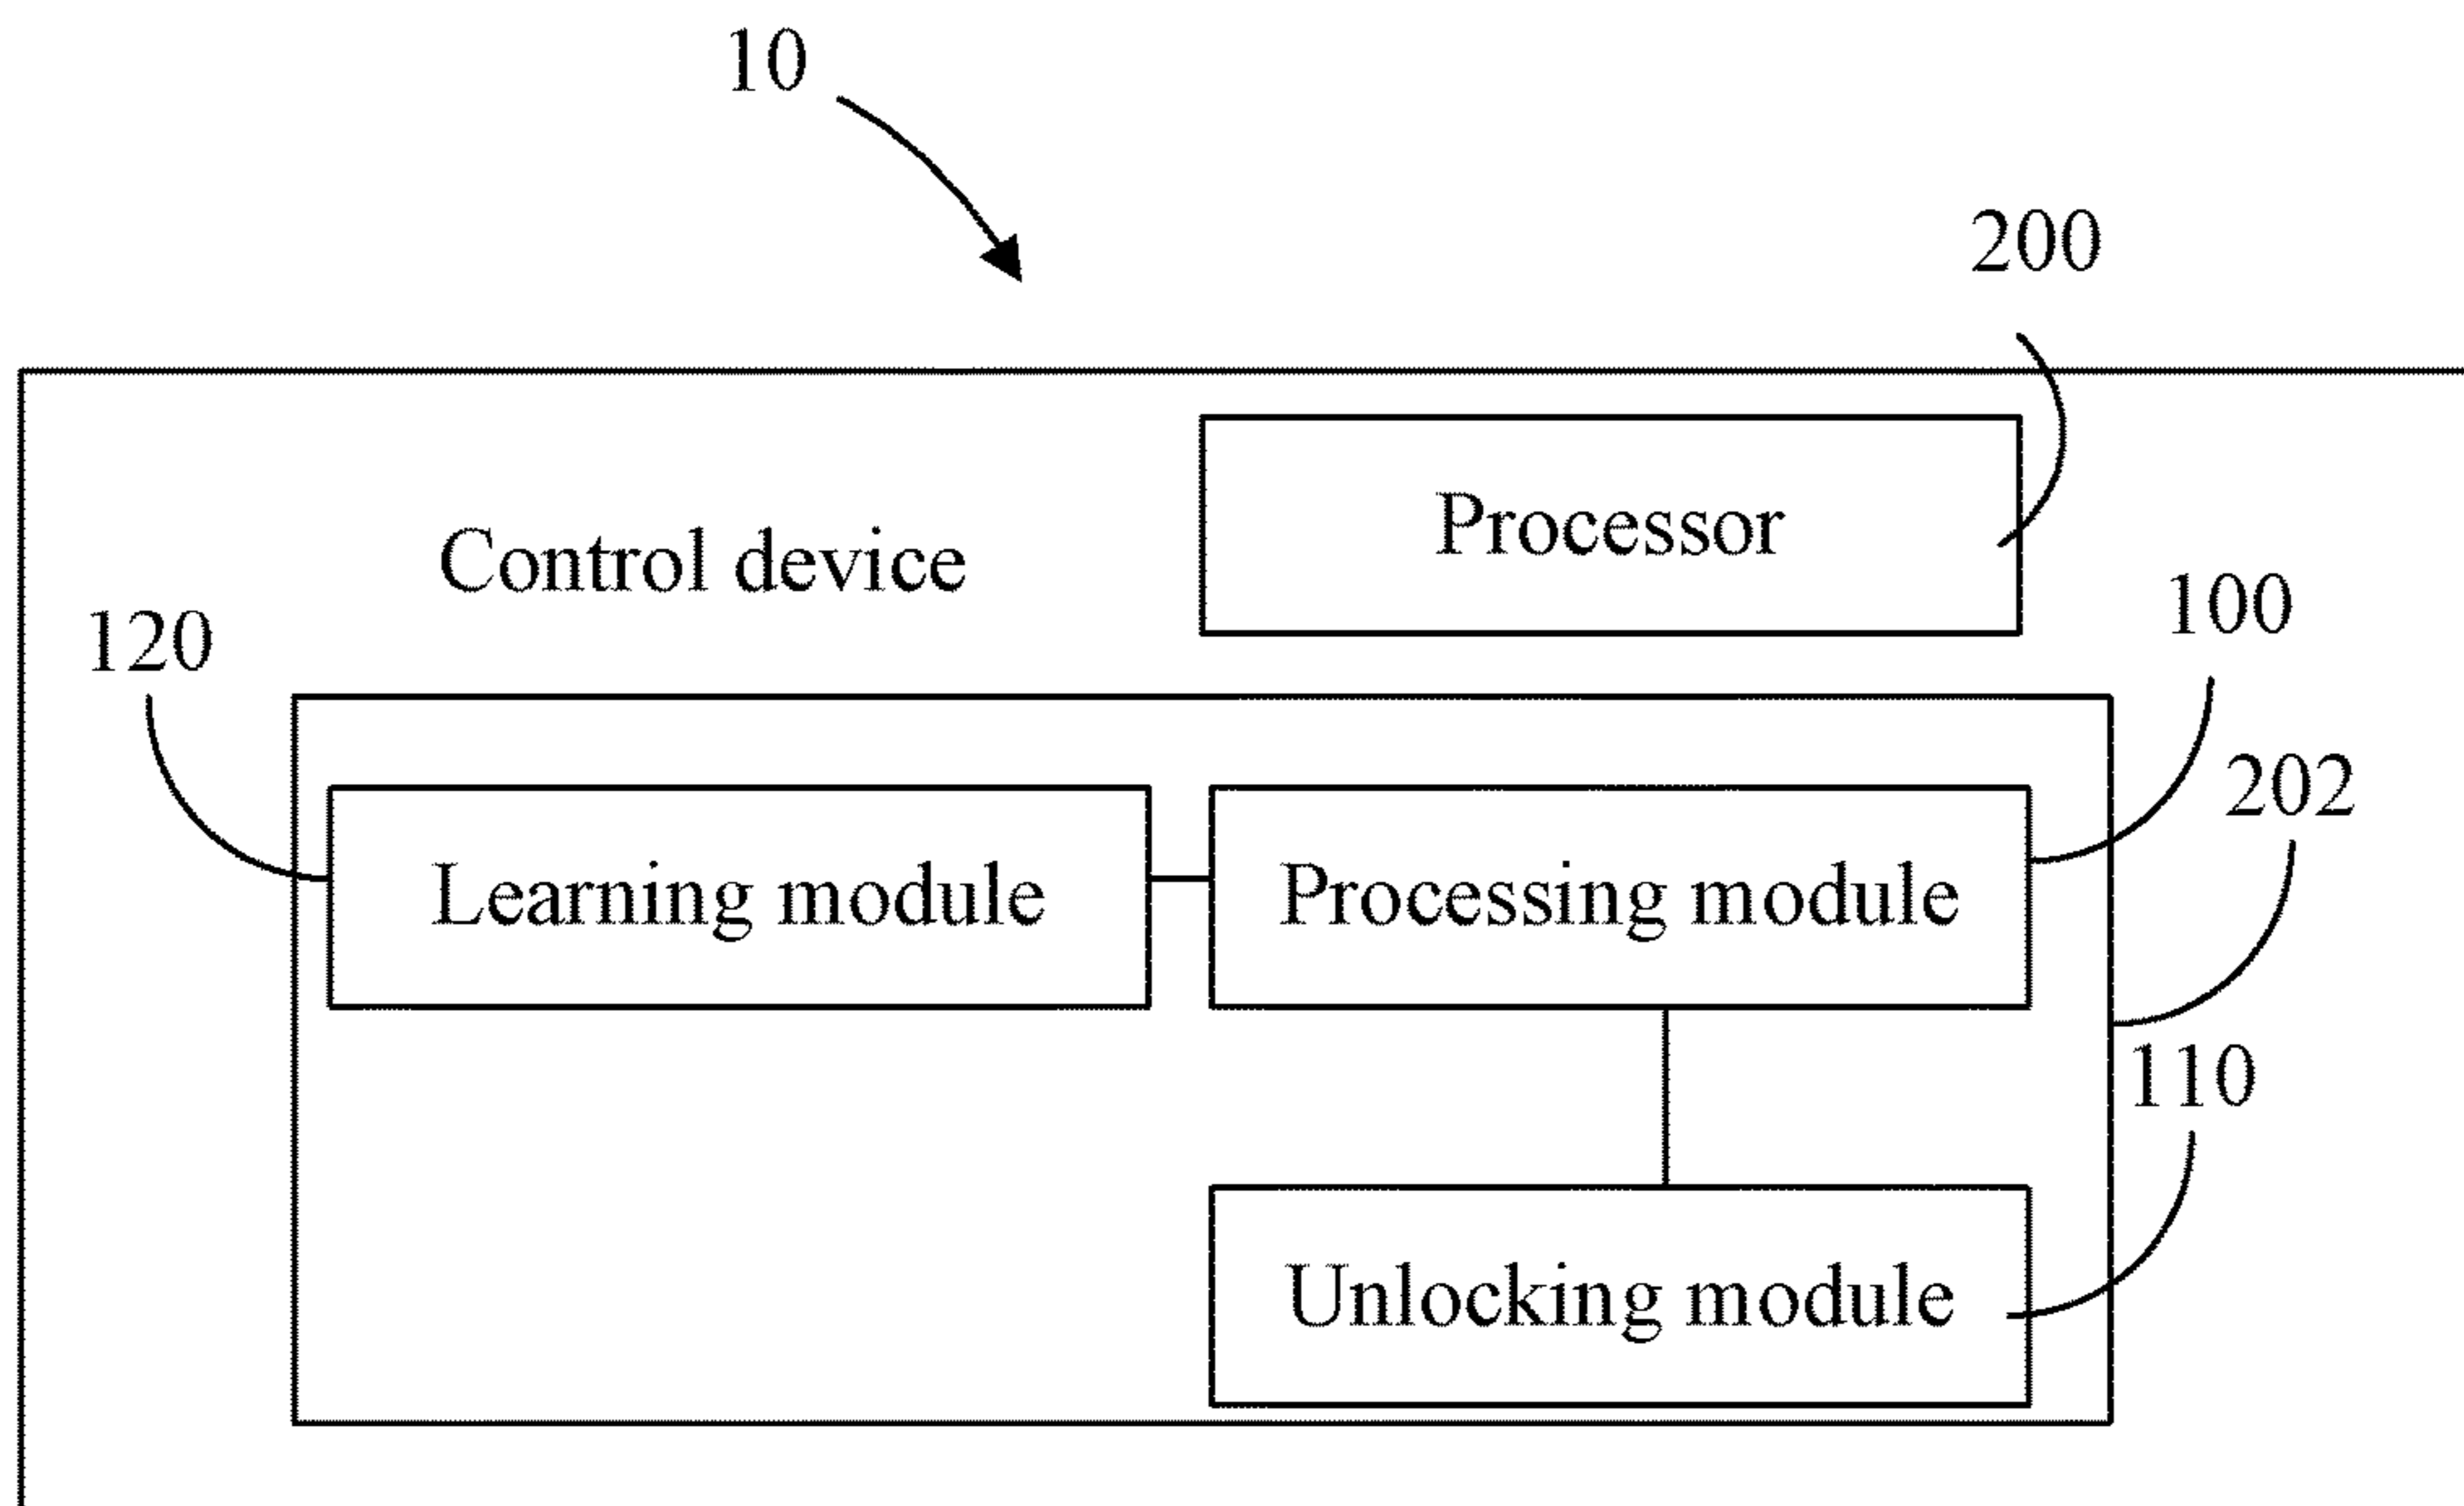 10
200
Processor
Control device
100
120
202
Learning module
Processing module
110
Unlocking module